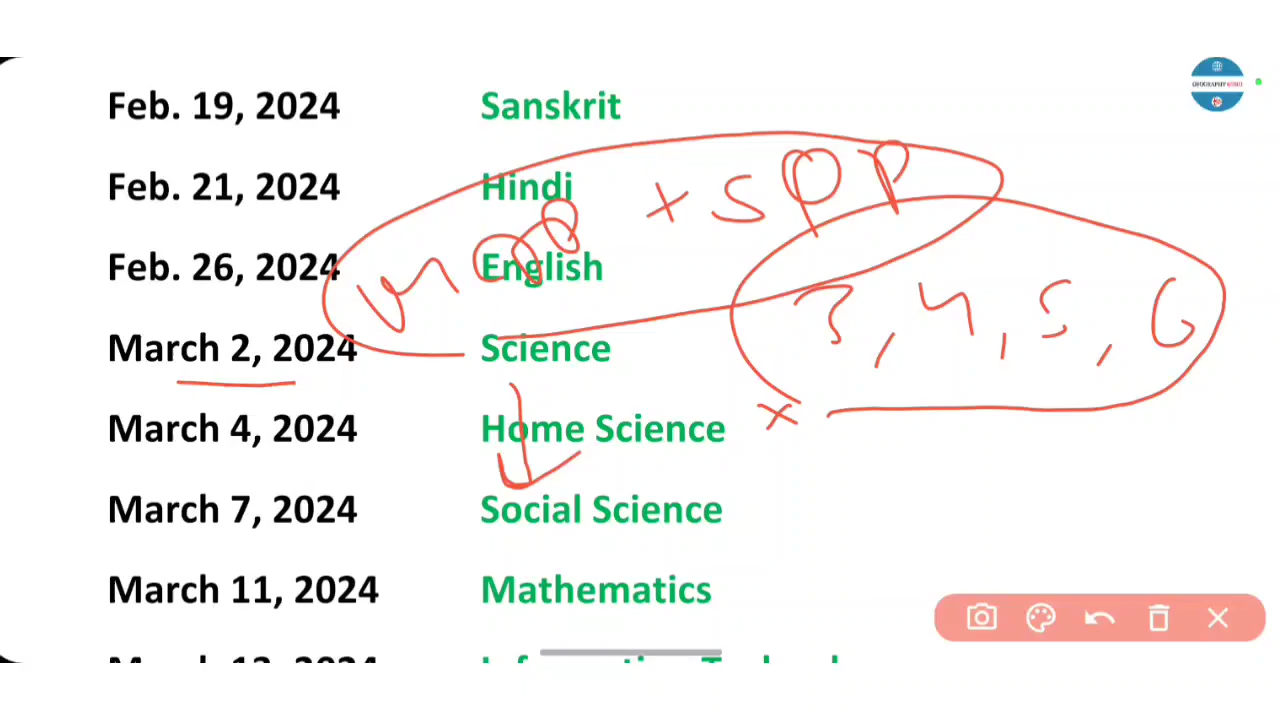 Feb. 19, 2024 Sanskrit
Feb. 21, 2024 Hindi
map + SPP
Feb. 26, 2024 English
3, 4, 5, 6
March 2, 2024 Science
March 4, 2024 Home Science
March 7, 2024 Social Science
March 11, 2024 Mathematics